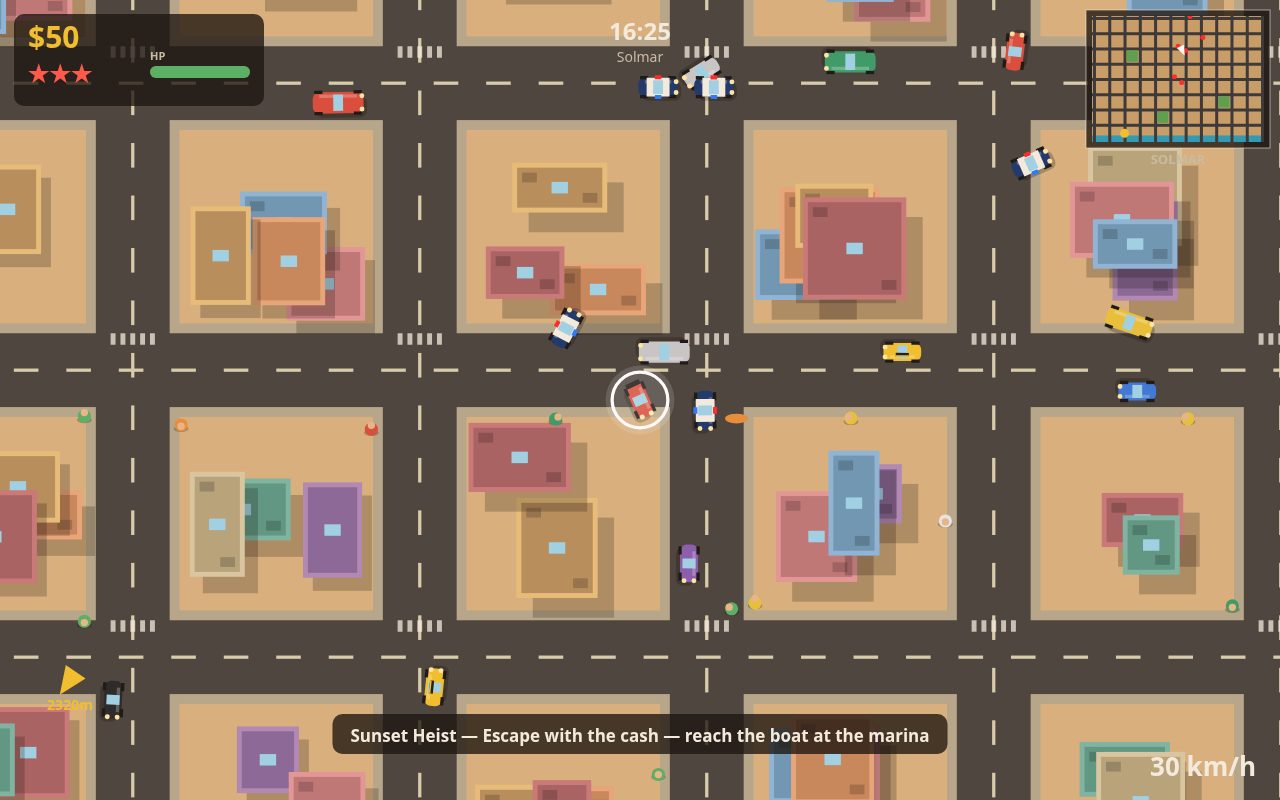 $50
★★★
HP
16:25
Solmar
SOLMAR
2320m
Sunset Heist — Escape with the cash — reach the boat at the marina
30 km/h